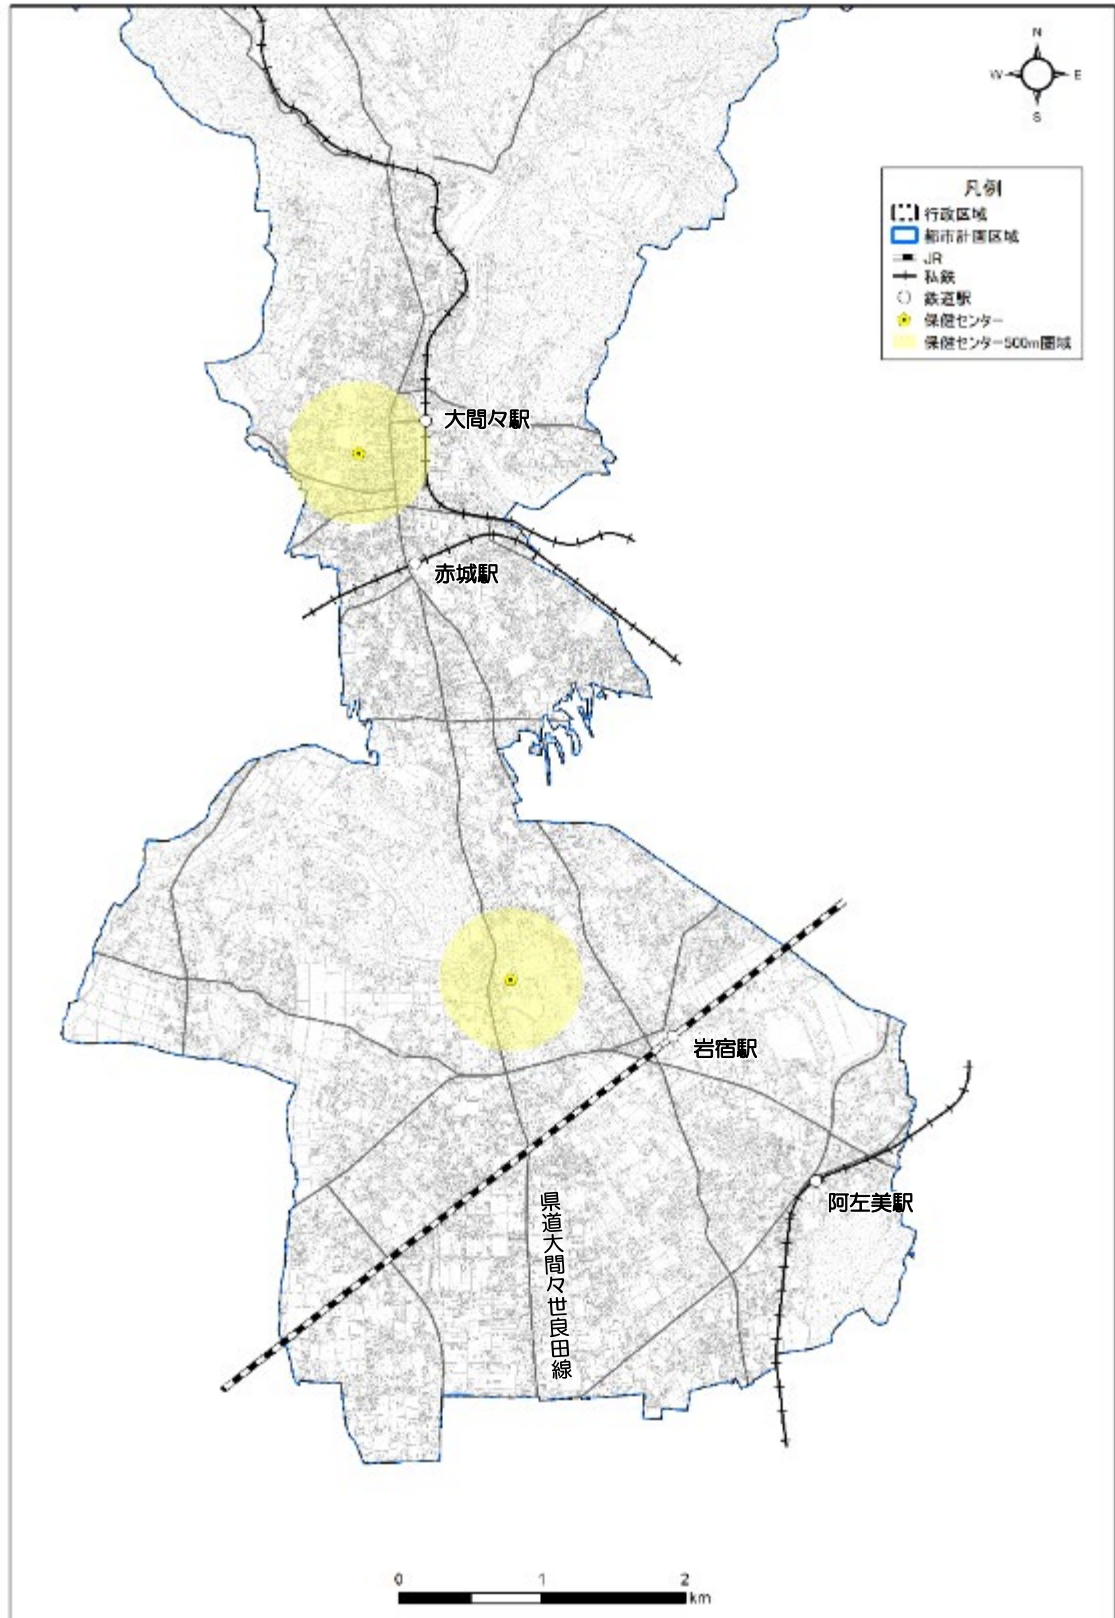 N
W E
S
凡例
行政区域
都市計画区域
JR
私鉄
鉄道駅
保健センター
保健センター500m圏域
大間々駅
赤城駅
岩宿駅
阿左美駅
県道大間々世良田線
0 1 2
km